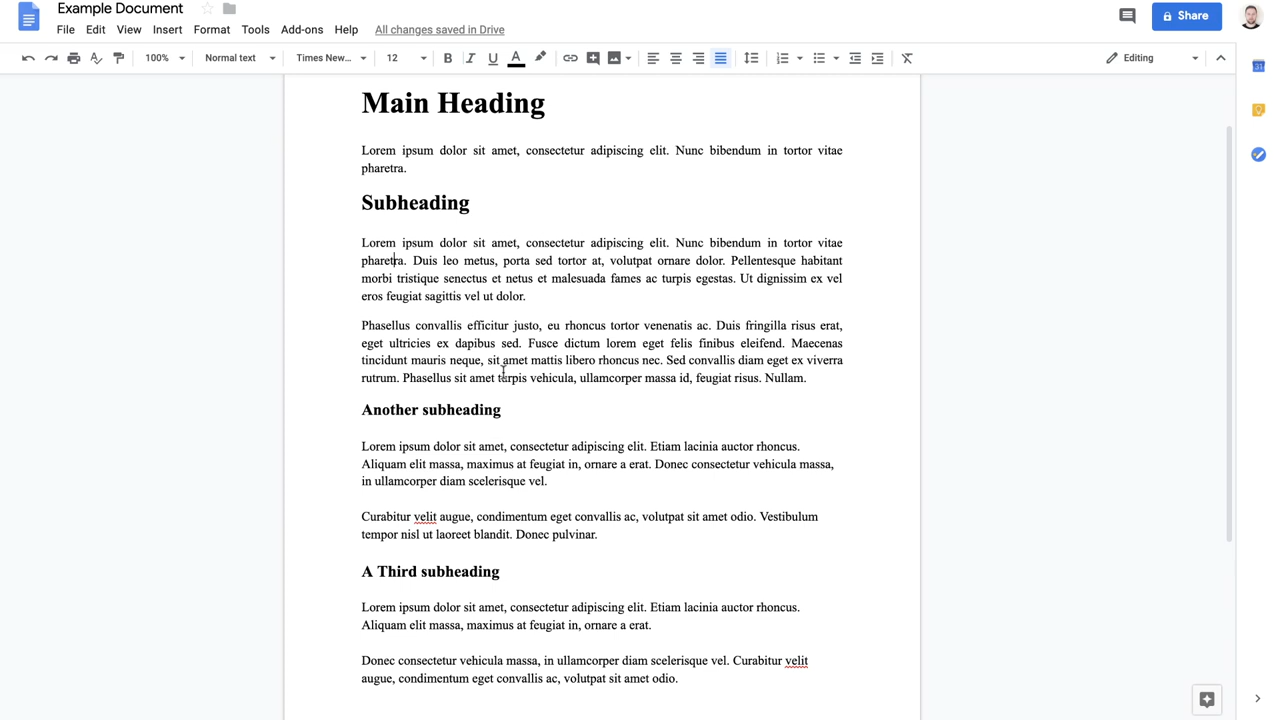 Example Document
File Edit View Insert Format Tools Add-ons Help All changes saved in Drive
Share
100% Normal text Times New... 12 B I U A Editing
31
Main Heading
Lorem ipsum dolor sit amet, consectetur adipiscing elit. Nunc bibendum in tortor vitae
pharetra.
Subheading
Lorem ipsum dolor sit amet, consectetur adipiscing elit. Nunc bibendum in tortor vitae
pharetra. Duis leo metus, porta sed tortor at, volutpat ornare dolor. Pellentesque habitant
morbi tristique senectus et netus et malesuada fames ac turpis egestas. Ut dignissim ex vel
eros feugiat sagittis vel ut dolor.
Phasellus convallis efficitur justo, eu rhoncus tortor venenatis ac. Duis fringilla risus erat,
eget ultricies ex dapibus sed. Fusce dictum lorem eget felis finibus eleifend. Maecenas
tincidunt mauris neque, sit amet mattis libero rhoncus nec. Sed convallis diam eget ex viverra
rutrum. Phasellus sit amet turpis vehicula, ullamcorper massa id, feugiat risus. Nullam.
Another subheading
Lorem ipsum dolor sit amet, consectetur adipiscing elit. Etiam lacinia auctor rhoncus.
Aliquam elit massa, maximus at feugiat in, ornare a erat. Donec consectetur vehicula massa,
in ullamcorper diam scelerisque vel.
Curabitur velit augue, condimentum eget convallis ac, volutpat sit amet odio. Vestibulum
tempor nisl ut laoreet blandit. Donec pulvinar.
A Third subheading
Lorem ipsum dolor sit amet, consectetur adipiscing elit. Etiam lacinia auctor rhoncus.
Aliquam elit massa, maximus at feugiat in, ornare a erat.
Donec consectetur vehicula massa, in ullamcorper diam scelerisque vel. Curabitur velit
augue, condimentum eget convallis ac, volutpat sit amet odio.